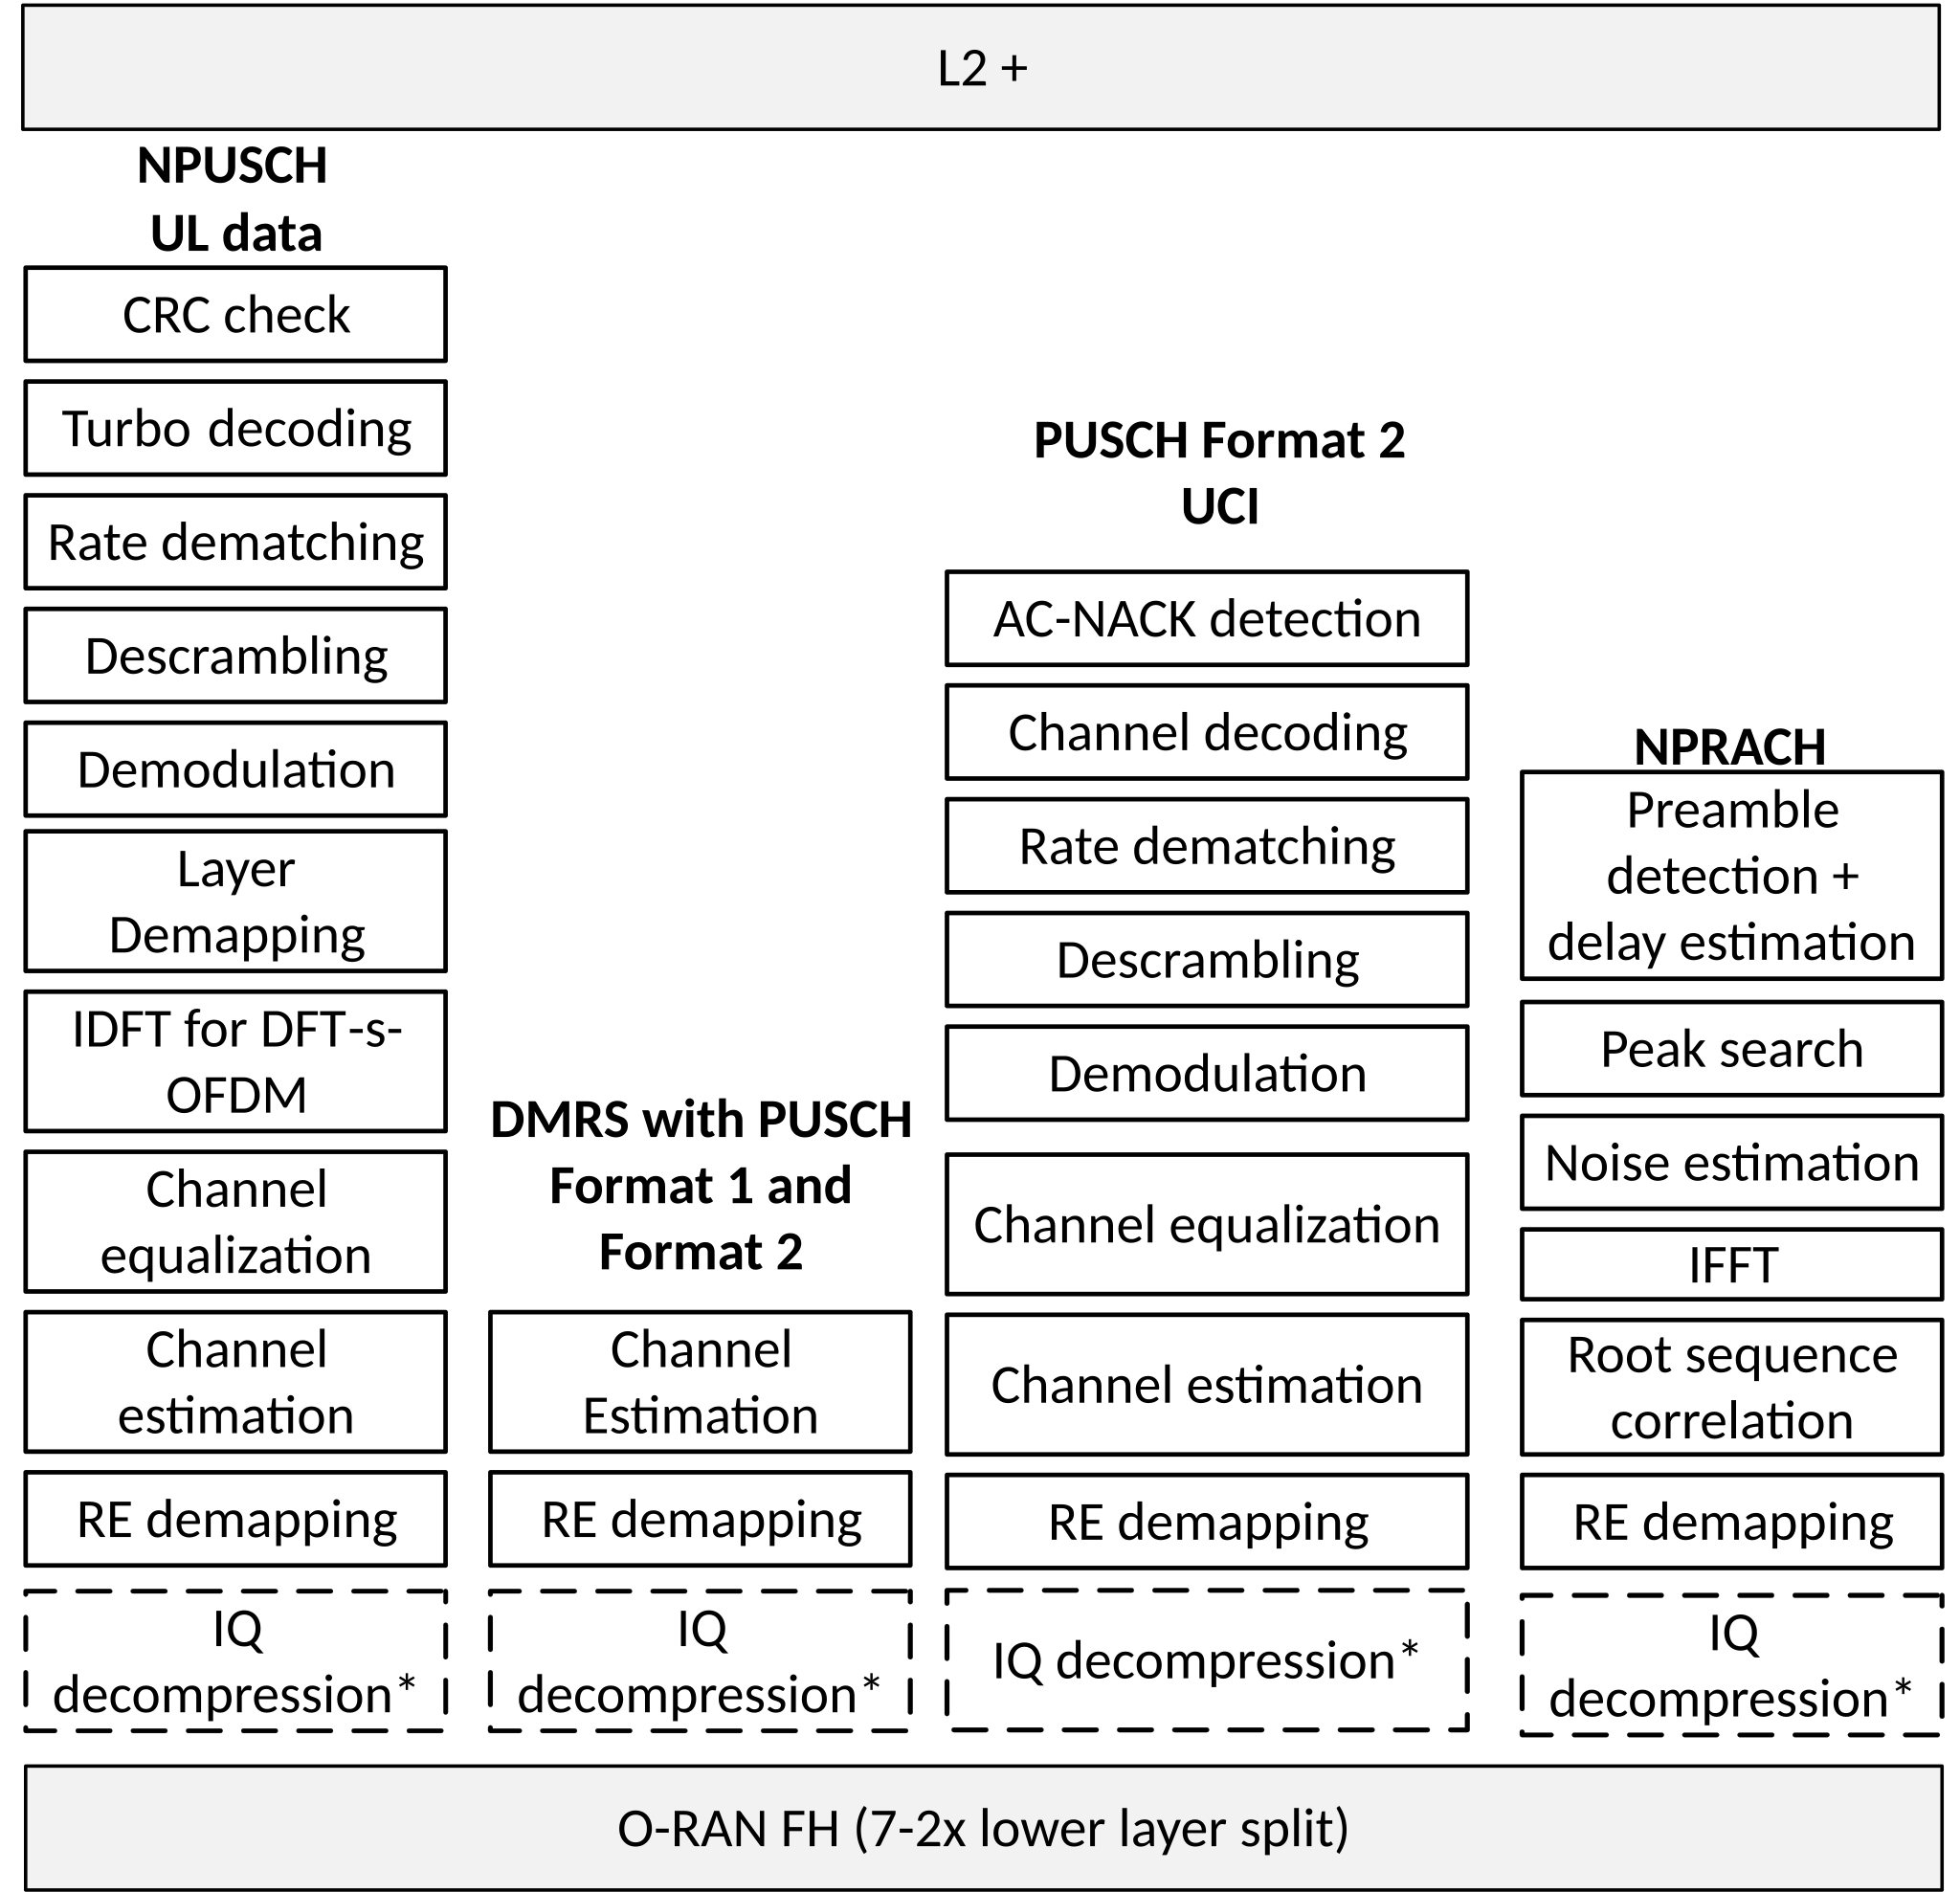 L2 +
NPUSCH
UL data
CRC check
Turbo decoding
Rate dematching
Descrambling
Demodulation
Layer
Demapping
IDFT for DFT-s-
OFDM
Channel
equalization
Channel
estimation
RE demapping
IQ
decompression*
DMRS with PUSCH
Format 1 and
Format 2
Channel
Estimation
RE demapping
IQ
decompression*
PUSCH Format 2
UCI
AC-NACK detection
Channel decoding
Rate dematching
Descrambling
Demodulation
Channel equalization
Channel estimation
RE demapping
IQ decompression*
NPRACH
Preamble
detection +
delay estimation
Peak search
Noise estimation
IFFT
Root sequence
correlation
RE demapping
IQ
decompression*
O-RAN FH (7-2x lower layer split)